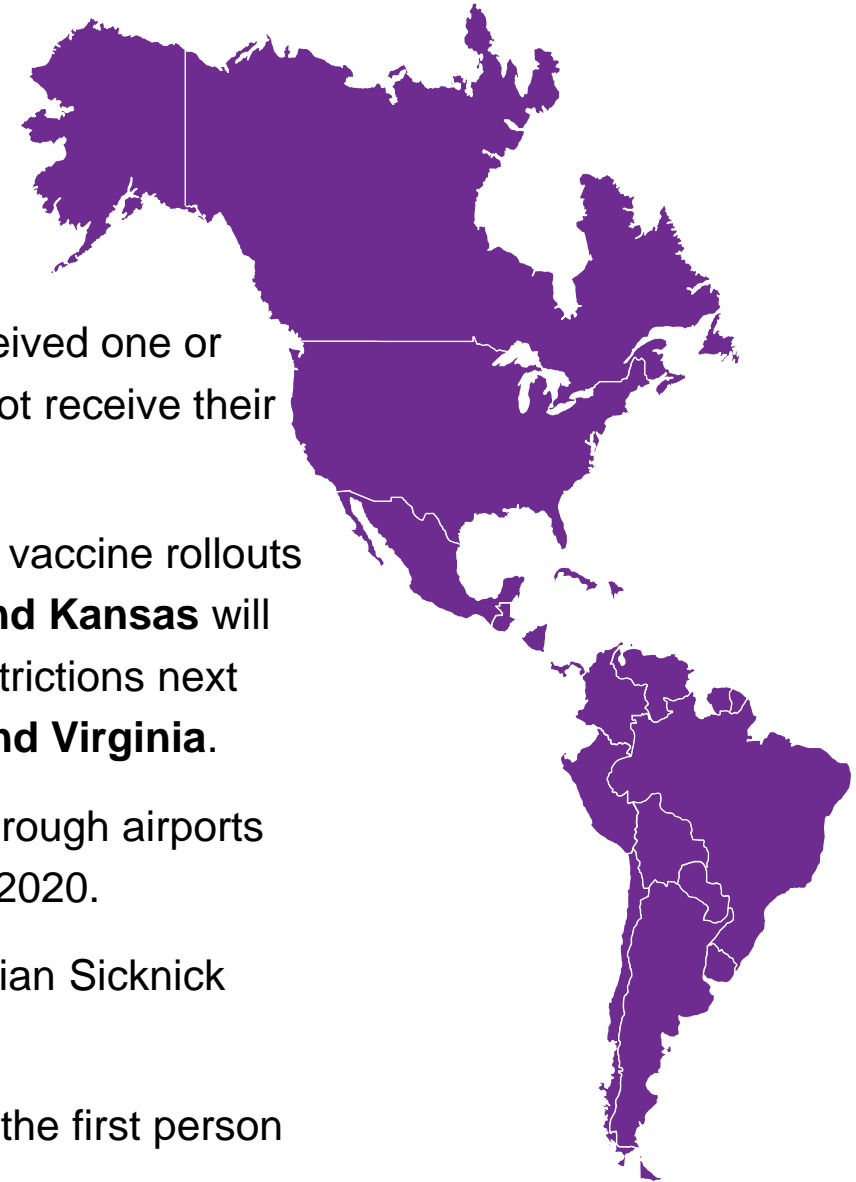 eived one or
ot receive their
vaccine rollouts
nd Kansas will
trictions next
nd Virginia.
rough airports
2020.
ian Sicknick
the first person